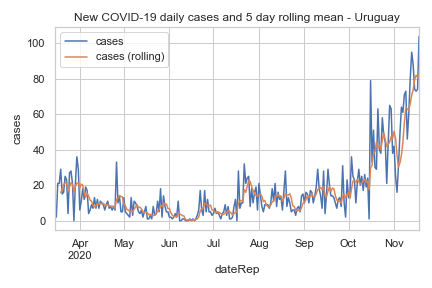 New COVID-19 daily cases and 5 day rolling mean - Uruguay
cases
cases (rolling)
100
80
60
40
20
0
cases
Apr
2020
May
Jun
Jul
Aug
Sep
Oct
Nov
dateRep